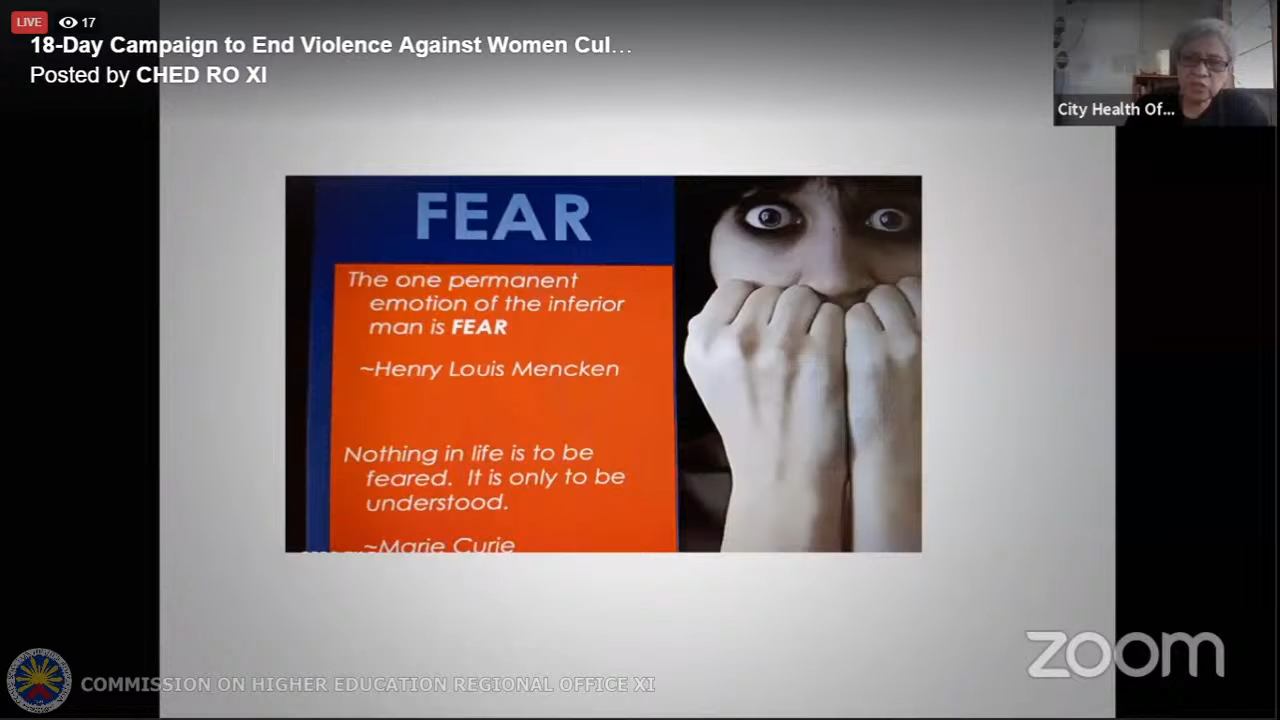 LIVE 17
18-Day Campaign to End Violence Against Women Cul...
Posted by CHED RO XI
City Health Of...
FEAR
The one permanent
emotion of the inferior
man is FEAR
~Henry Louis Mencken
Nothing in life is to be
feared. It is only to be
understood.
~Marie Curie
zoom
COMMISSION ON HIGHER EDUCATION REGIONAL OFFICE XI